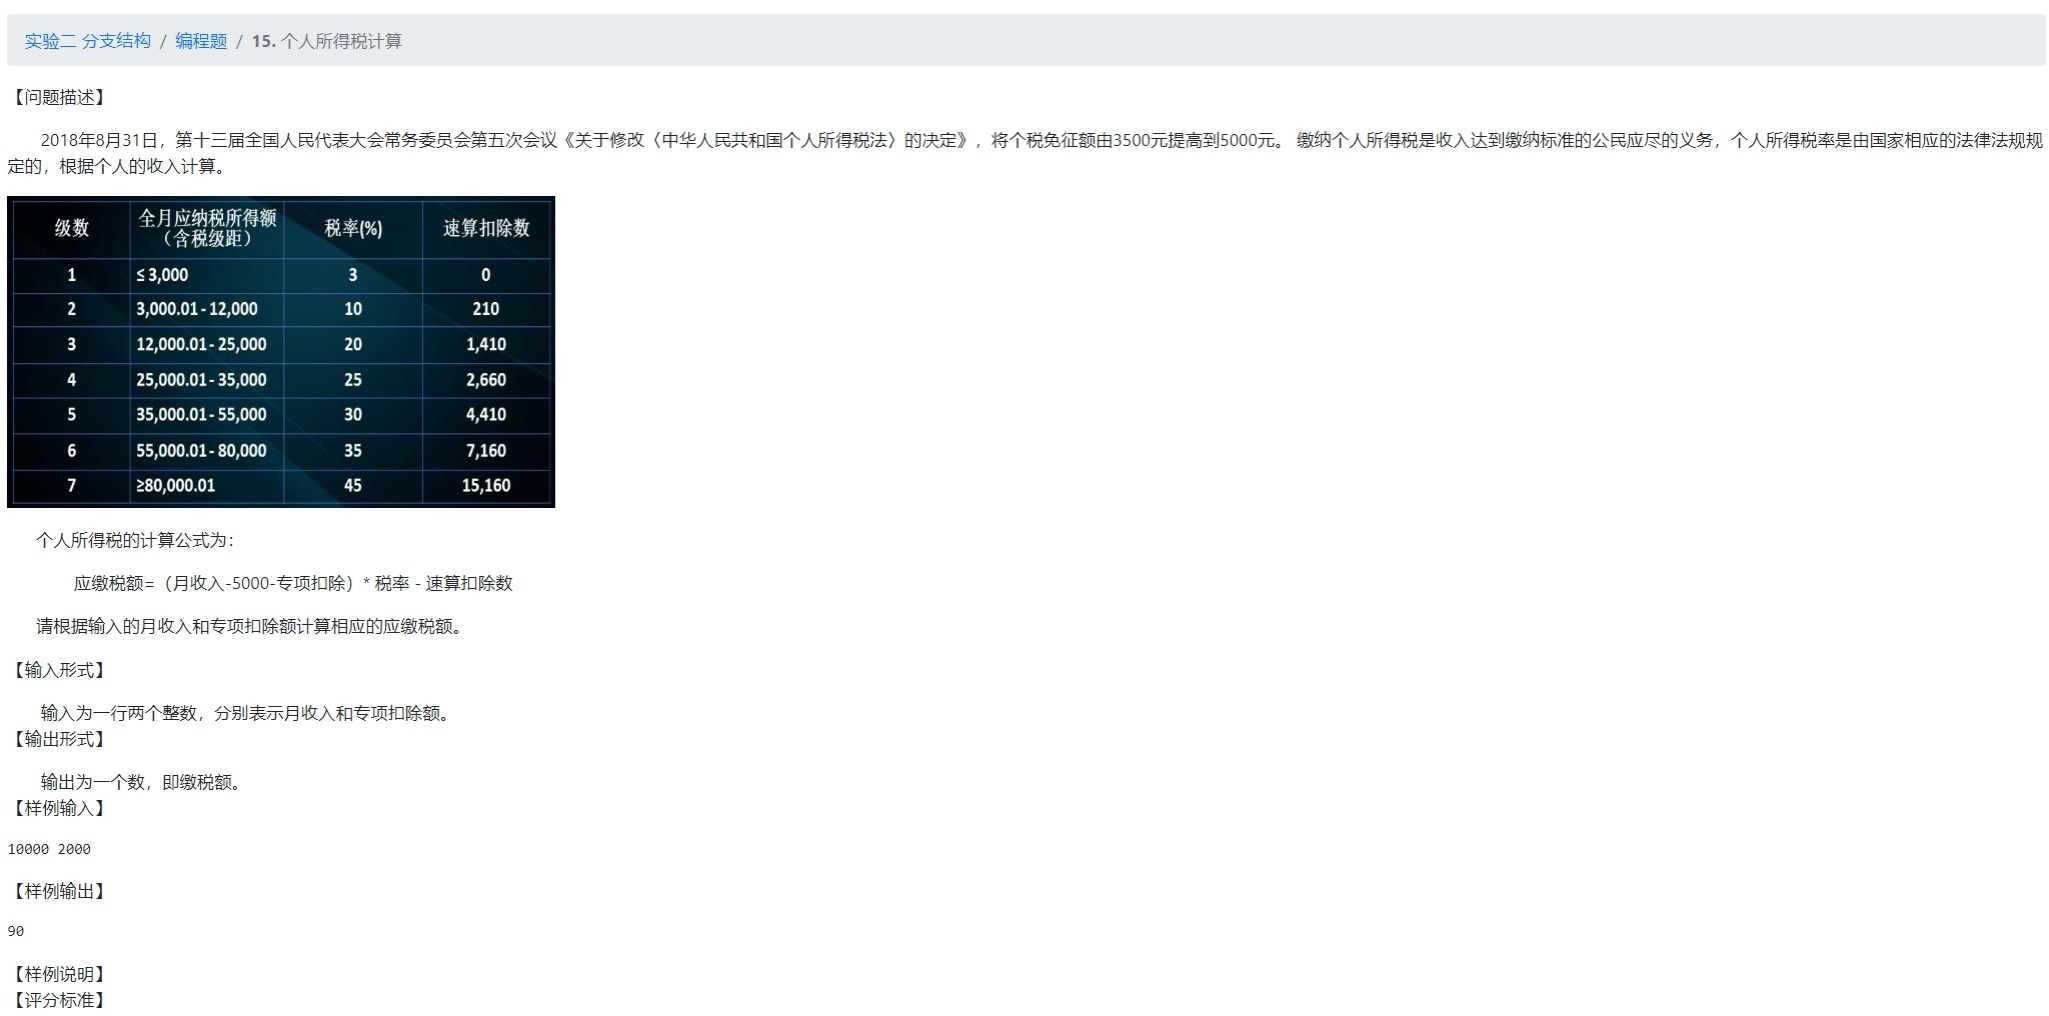 实验二 分支结构 / 编程题 / 15. 个人所得税计算
【问题描述】
2018年8月31日，第十三届全国人民代表大会常务委员会第五次会议《关于修改〈中华人民共和国个人所得税法〉的决定》，将个税免征额由3500元提高到5000元。 缴纳个人所得税是收入达到缴纳标准的公民应尽的义务，个人所得税率是由国家相应的法律法规规
定的，根据个人的收入计算。
级数 全月应纳税所得额（含税级距） 税率(%) 速算扣除数
1 ≤ 3,000 3 0
2 3,000.01 - 12,000 10 210
3 12,000.01 - 25,000 20 1,410
4 25,000.01 - 35,000 25 2,660
5 35,000.01 - 55,000 30 4,410
6 55,000.01 - 80,000 35 7,160
7 ≥80,000.01 45 15,160
个人所得税的计算公式为：
应缴税额=（月收入-5000-专项扣除）* 税率 - 速算扣除数
请根据输入的月收入和专项扣除额计算相应的应缴税额。
【输入形式】
输入为一行两个整数，分别表示月收入和专项扣除额。
【输出形式】
输出为一个数，即缴税额。
【样例输入】
10000 2000
【样例输出】
90
【样例说明】
【评分标准】